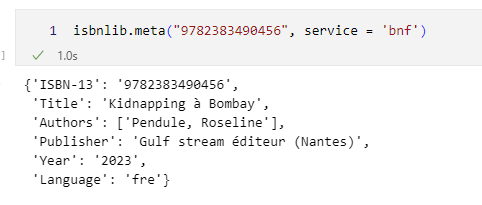 1 isbnlib.meta("9782383490456", service = 'bnf')
] ✓ 1.0s
{'ISBN-13': '9782383490456',
'Title': 'Kidnapping à Bombay',
'Authors': ['Pendule, Roseline'],
'Publisher': 'Gulf stream éditeur (Nantes)',
'Year': '2023',
'Language': 'fre'}